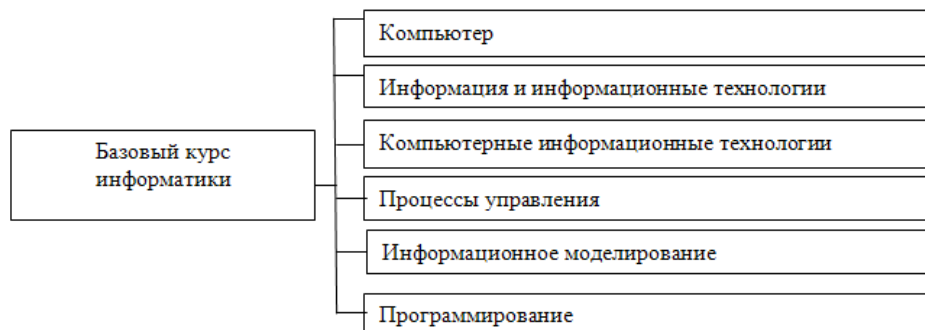 Базовый курс
информатики
Компьютер
Информация и информационные технологии
Компьютерные информационные технологии
Процессы управления
Информационное моделирование
Программирование